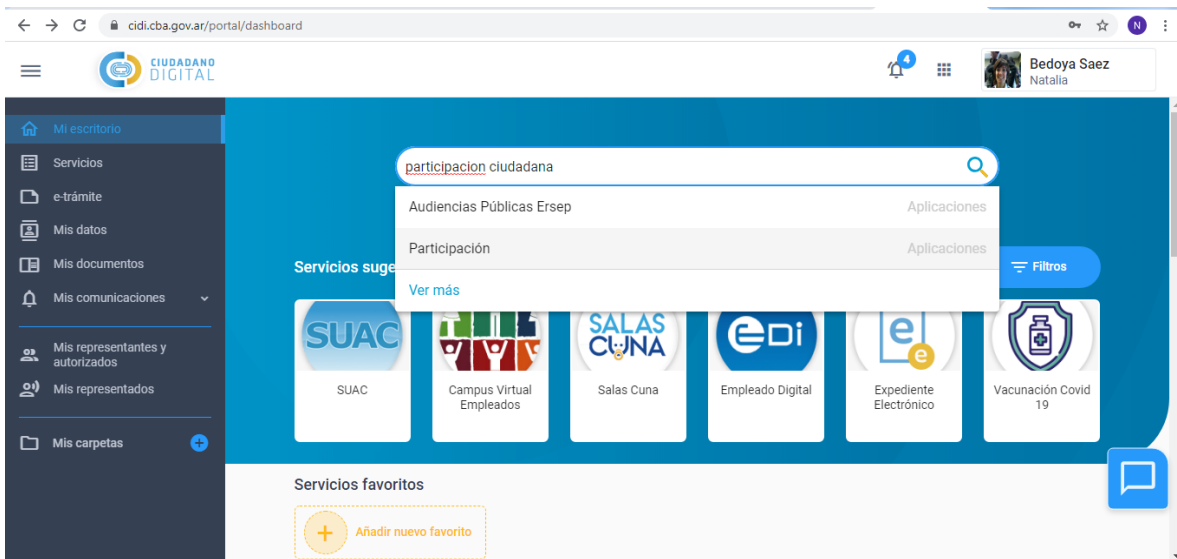 cidi.cba.gov.ar/portal/dashboard
N
CIUDADANO
DIGITAL
4
Bedoya Saez
Natalia
Mi escritorio
Servicios
e-trámite
Mis datos
Mis documentos
Mis comunicaciones
Mis representantes y
autorizados
Mis representados
Mis carpetas
participacion ciudadana
Audiencias Públicas Ersep Aplicaciones
Participación Aplicaciones
Ver más
Servicios suge
Filtros
SUAC
SALAS
CUNA
eDi
e
e
SUAC
Campus Virtual
Empleados
Salas Cuna
Empleado Digital
Expediente
Electrónico
Vacunación Covid
19
Servicios favoritos
Añadir nuevo favorito